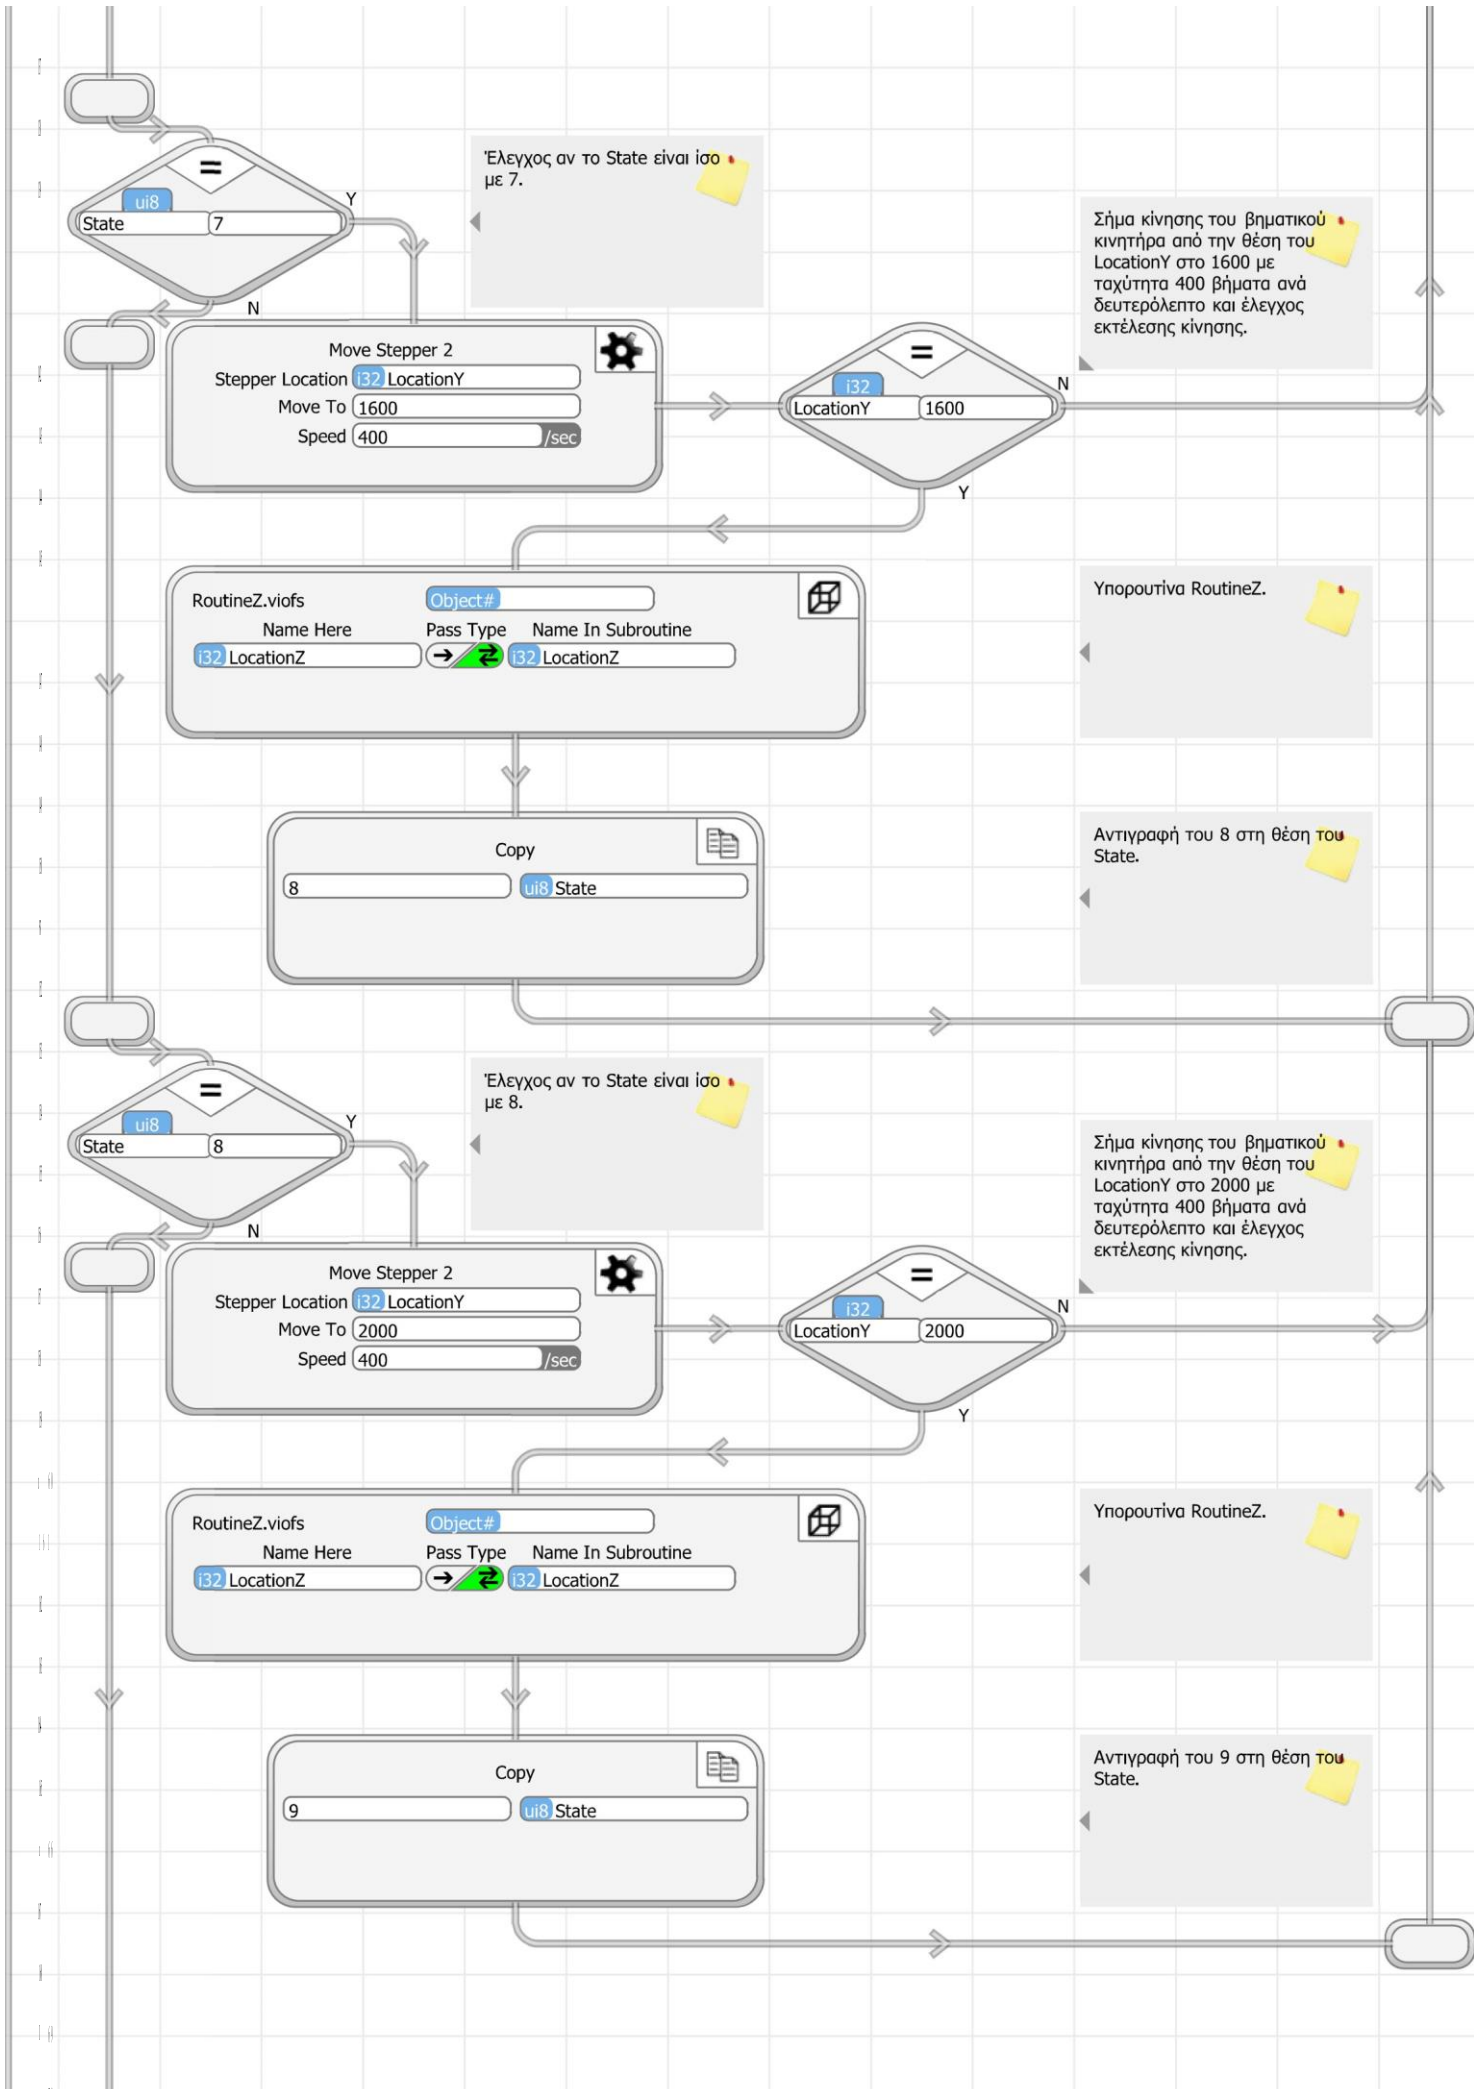 =
ui8
State 7
Y
N
Έλεγχος αν το State είναι ίσο
με 7.
Σήμα κίνησης του βηματικού
κινητήρα από την θέση του
LocationY στο 1600 με
ταχύτητα 400 βήματα ανά
δευτερόλεπτο και έλεγχος
εκτέλεσης κίνησης.
Move Stepper 2
Stepper Location i32 LocationY
Move To 1600
Speed 400 /sec
=
i32
LocationY 1600
N
Y
RoutineZ.viofs Object#
Name Here Pass Type Name In Subroutine
i32 LocationZ i32 LocationZ
Υπορουτίνα RoutineZ.
Copy
8 ui8 State
Αντιγραφή του 8 στη θέση του
State.
=
ui8
State 8
Y
N
Έλεγχος αν το State είναι ίσο
με 8.
Σήμα κίνησης του βηματικού
κινητήρα από την θέση του
LocationY στο 2000 με
ταχύτητα 400 βήματα ανά
δευτερόλεπτο και έλεγχος
εκτέλεσης κίνησης.
Move Stepper 2
Stepper Location i32 LocationY
Move To 2000
Speed 400 /sec
=
i32
LocationY 2000
N
Y
RoutineZ.viofs Object#
Name Here Pass Type Name In Subroutine
i32 LocationZ i32 LocationZ
Υπορουτίνα RoutineZ.
Copy
9 ui8 State
Αντιγραφή του 9 στη θέση του
State.